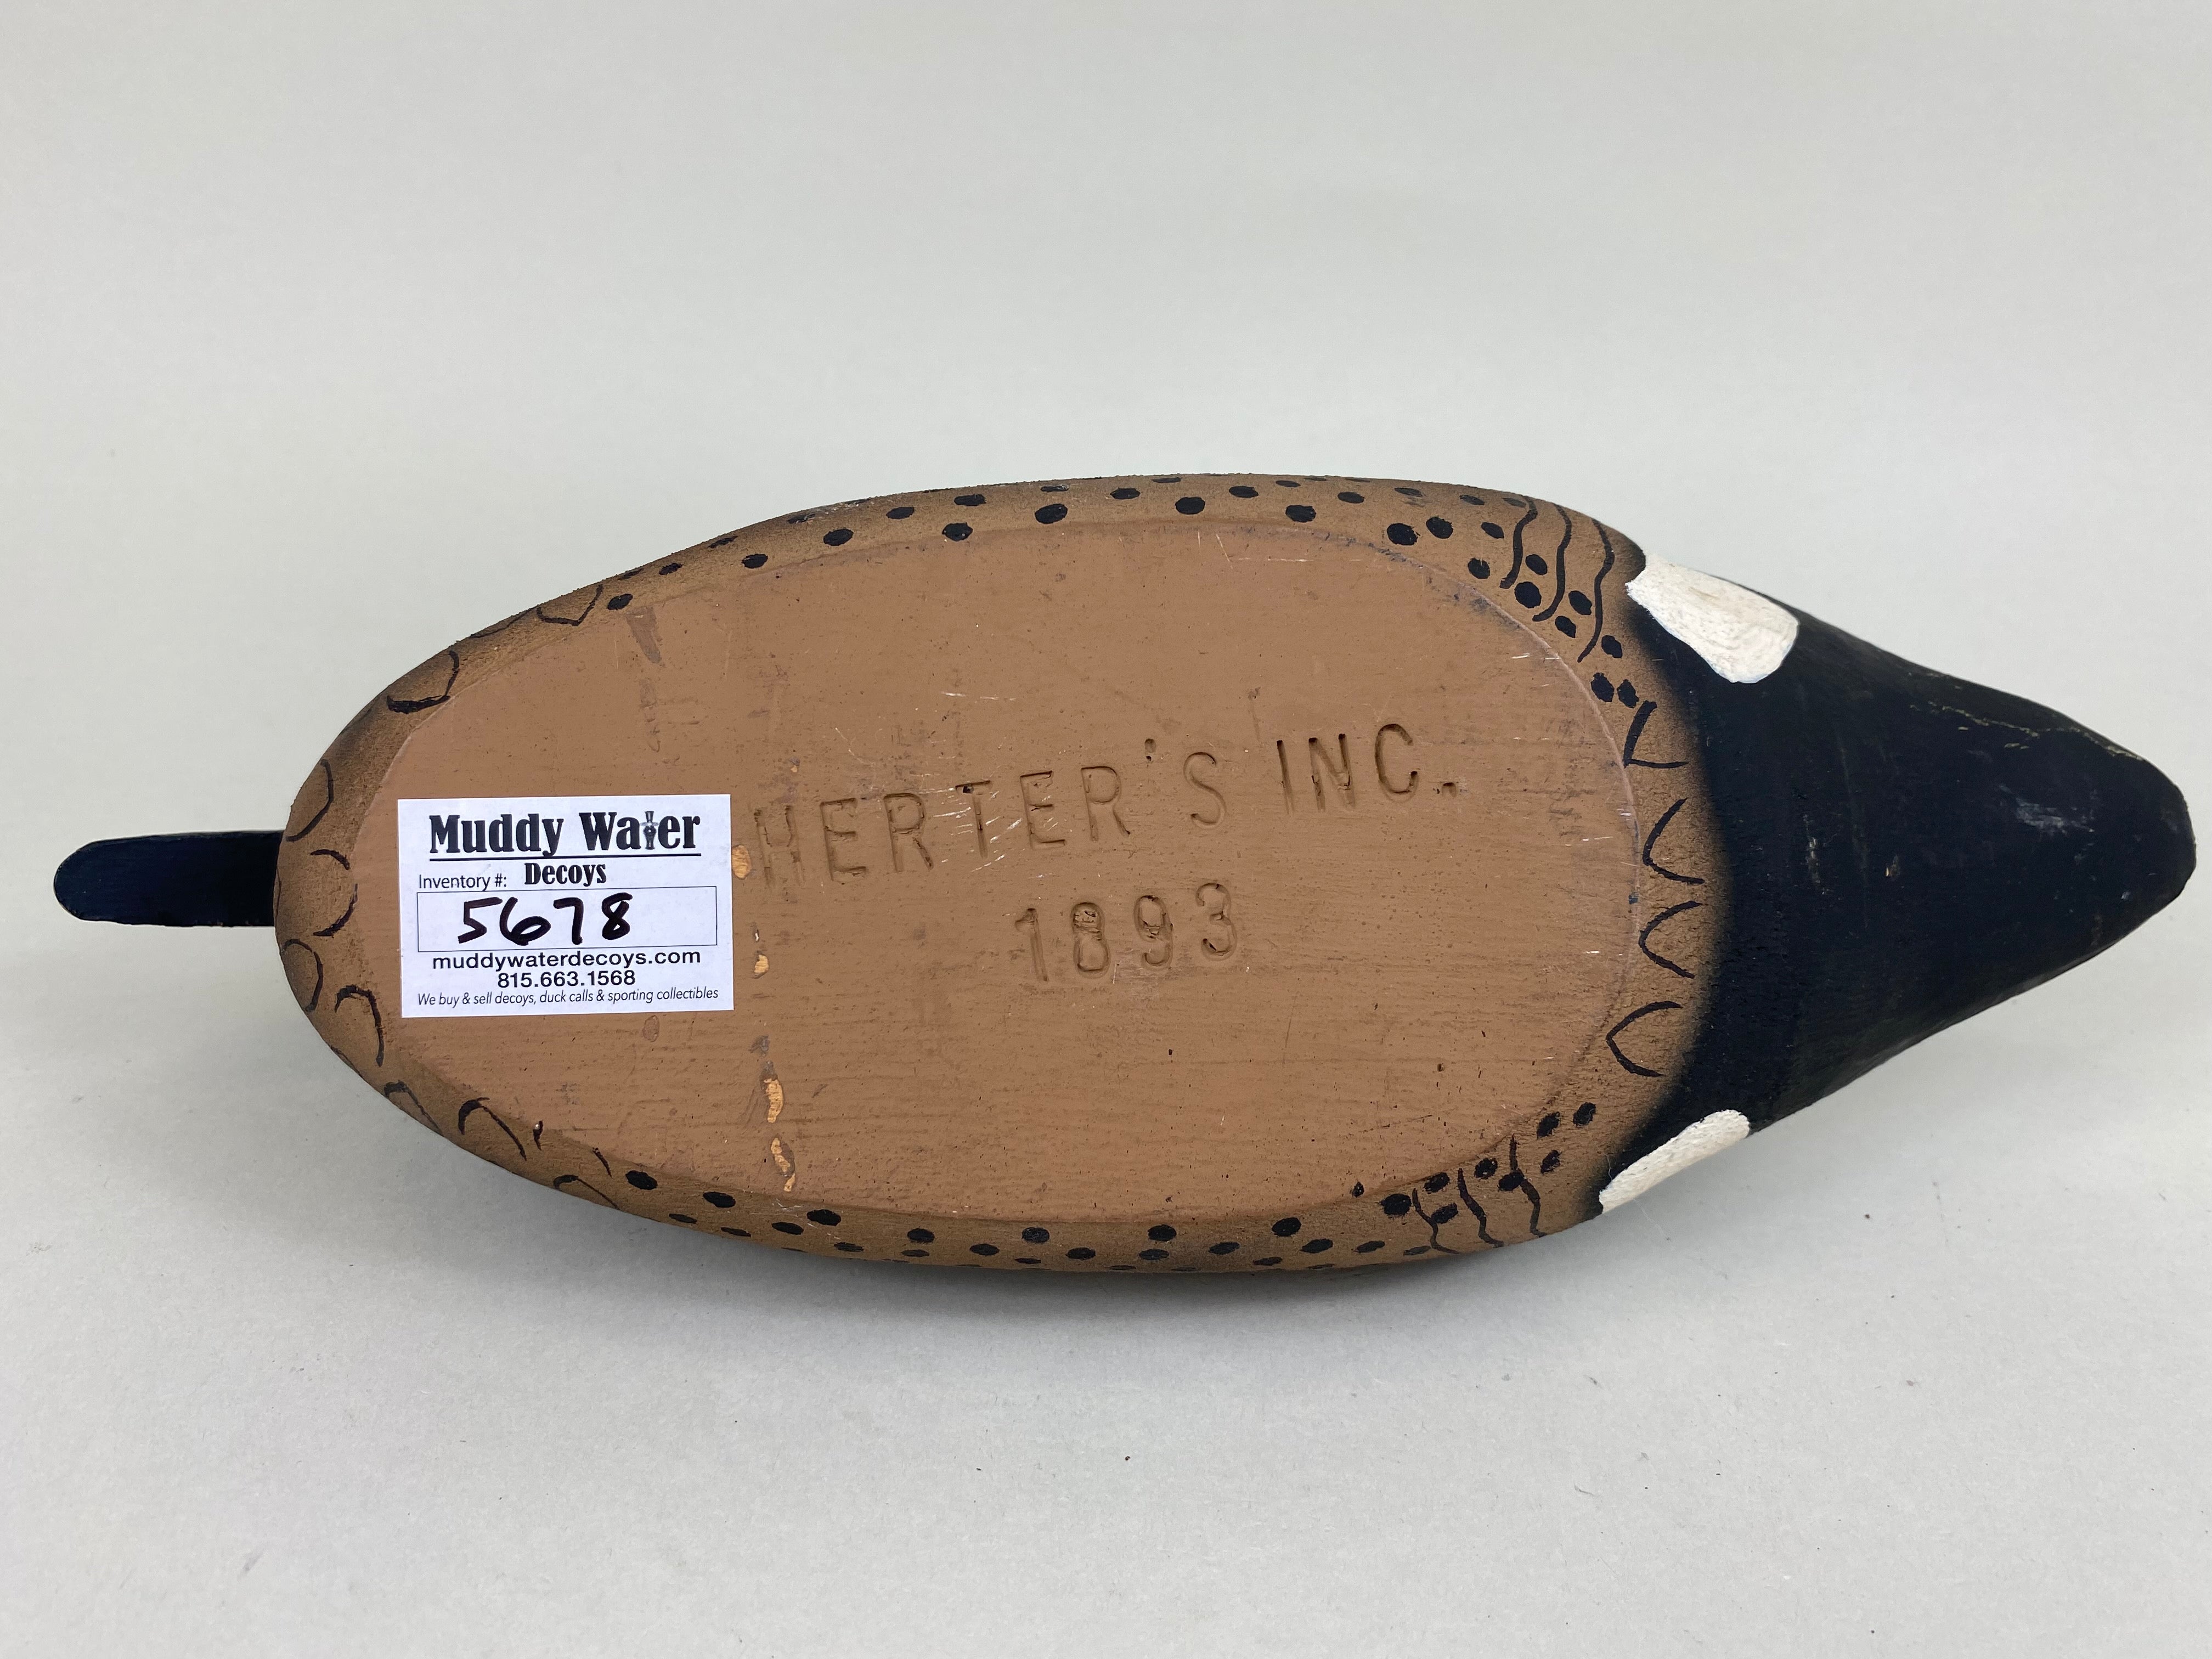 HERTER'S INC.
1893
Muddy Water
Decoys
Inventory #:
5678
muddywaterdecoys.com
815.663.1568
We buy & sell decoys, duck calls & sporting collectibles